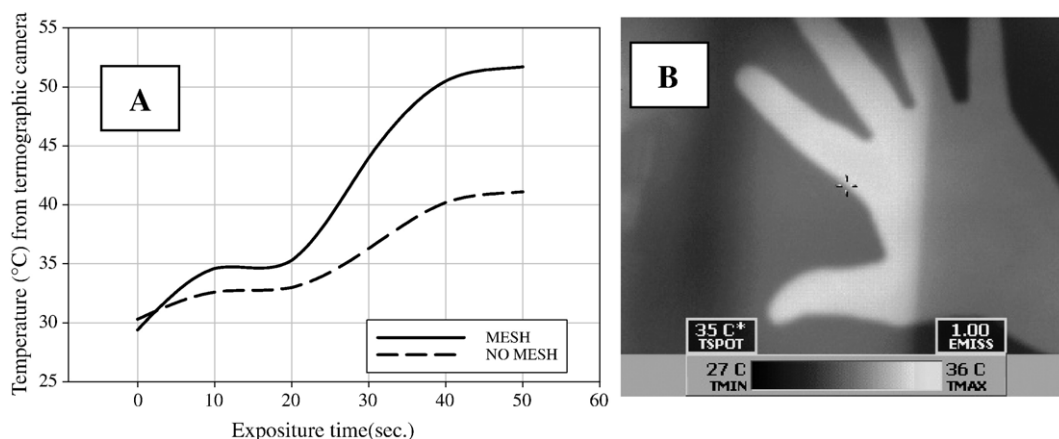 Temperature (°C) from termographic camera
55
50
45
40
35
30
25
A
MESH
NO MESH
0 10 20 30 40 50 60
Expositure time(sec.)
B
35 C*
TSPOT
1.00
EMISS
27 C
TMIN
36 C
TMAX